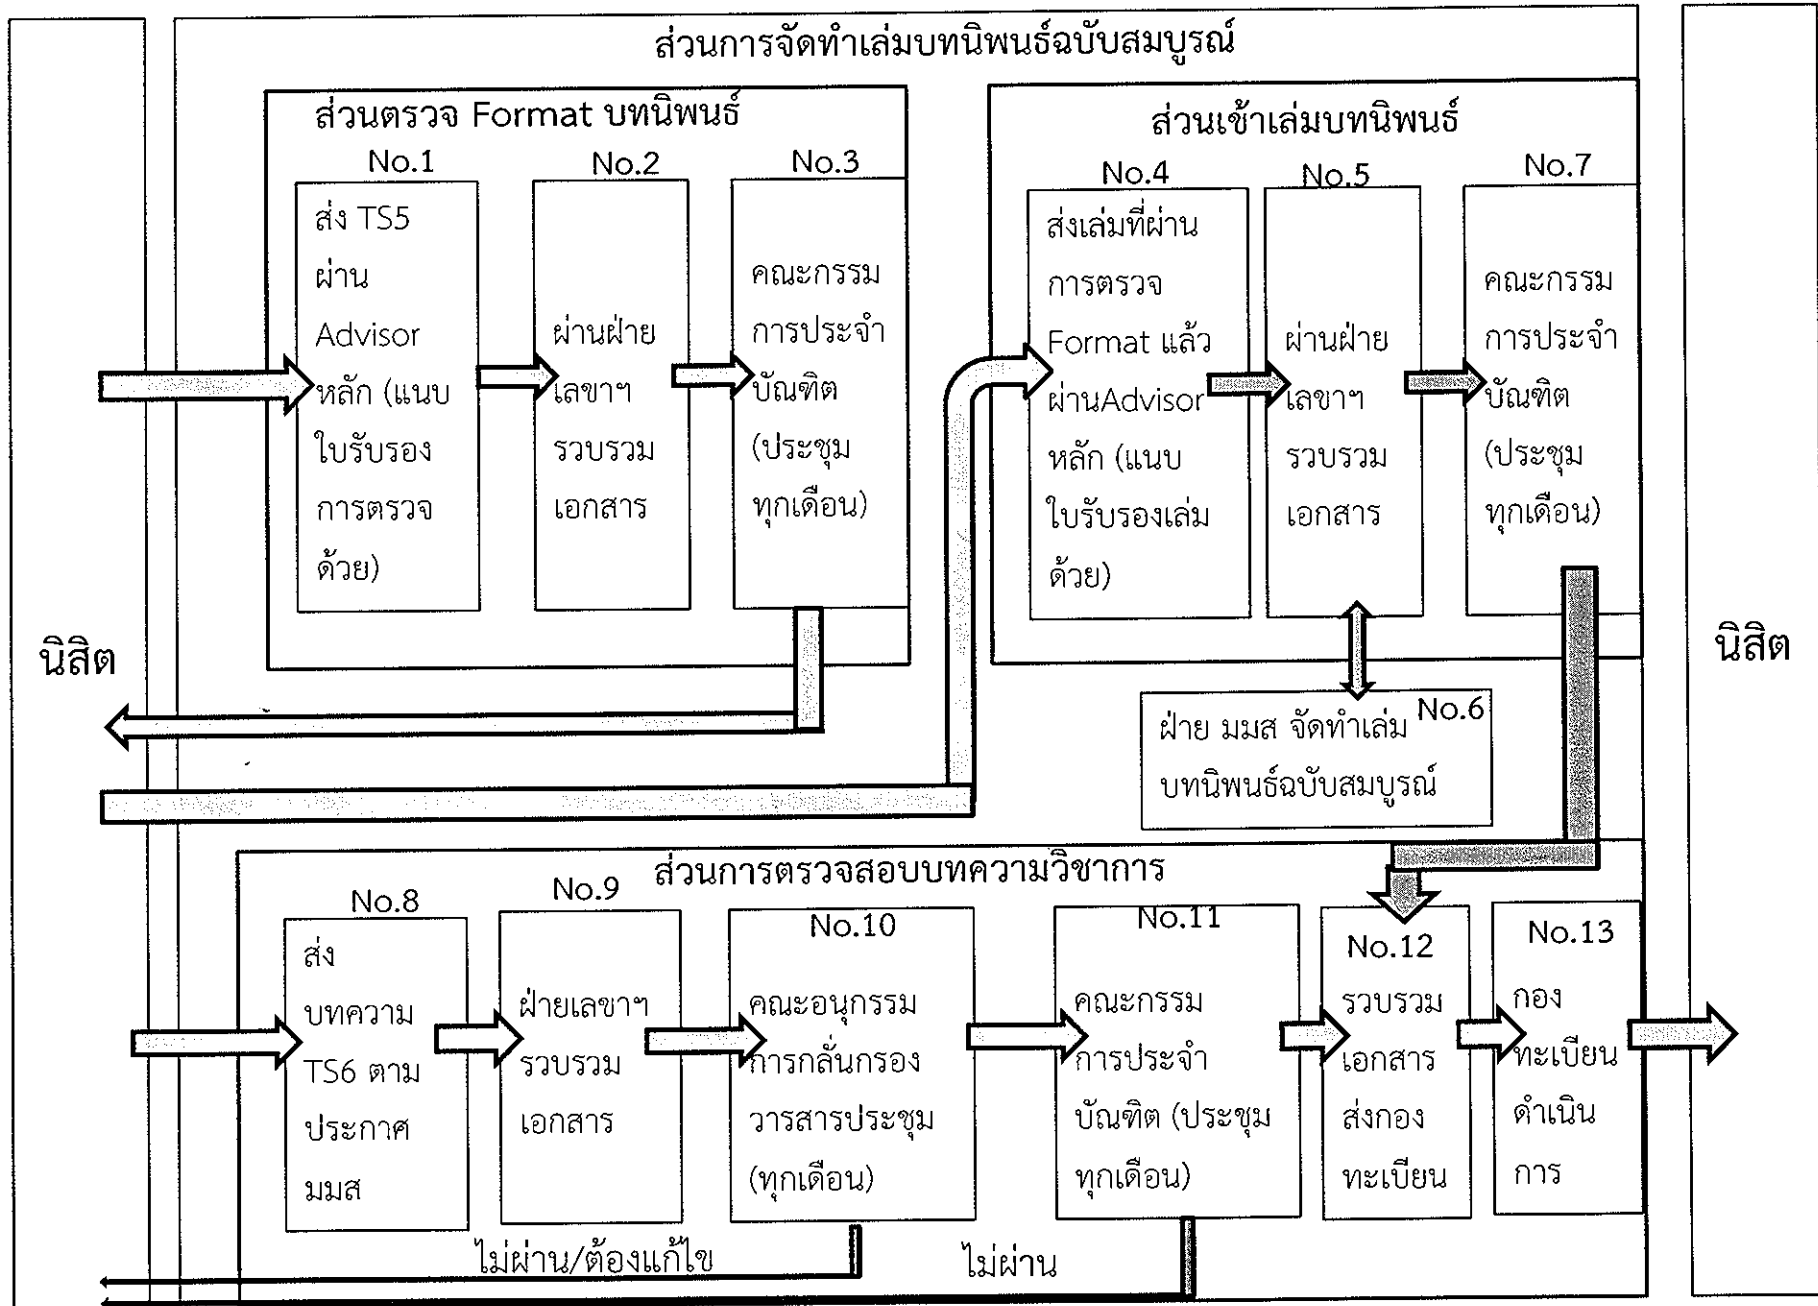 ส่วนการจัดทำเล่มบทนิพนธ์ฉบับสมบูรณ์
ส่วนตรวจ Format บทนิพนธ์
No.1
ส่ง TS5
ผ่าน
Advisor
หลัก (แนบ
ใบรับรอง
การตรวจ
ด้วย)
No.2
ผ่านฝ่าย
เลขาฯ
รวบรวม
เอกสาร
No.3
คณะกรรม
การประจำ
บัณฑิต
(ประชุม
ทุกเดือน)
ส่วนเข้าเล่มบทนิพนธ์
No.4
ส่งเล่มที่ผ่าน
การตรวจ
Format แล้ว
ผ่านAdvisor
หลัก (แนบ
ใบรับรองเล่ม
ด้วย)
No.5
ผ่านฝ่าย
เลขาฯ
รวบรวม
เอกสาร
No.7
คณะกรรม
การประจำ
บัณฑิต
(ประชุม
ทุกเดือน)
นิสิต
นิสิต
No.6
ฝ่าย มมส จัดทำเล่ม
บทนิพนธ์ฉบับสมบูรณ์
ส่วนการตรวจสอบบทความวิชาการ
No.8
ส่ง
บทความ
TS6 ตาม
ประกาศ
มมส
No.9
ฝ่ายเลขาฯ
รวบรวม
เอกสาร
No.10
คณะอนุกรรม
การกลั่นกรอง
วารสารประชุม
(ทุกเดือน)
No.11
คณะกรรม
การประจำ
บัณฑิต (ประชุม
ทุกเดือน)
No.12
รวบรวม
เอกสาร
ส่งกอง
ทะเบียน
No.13
กอง
ทะเบียน
ดำเนิน
การ
ไม่ผ่าน/ต้องแก้ไข
ไม่ผ่าน